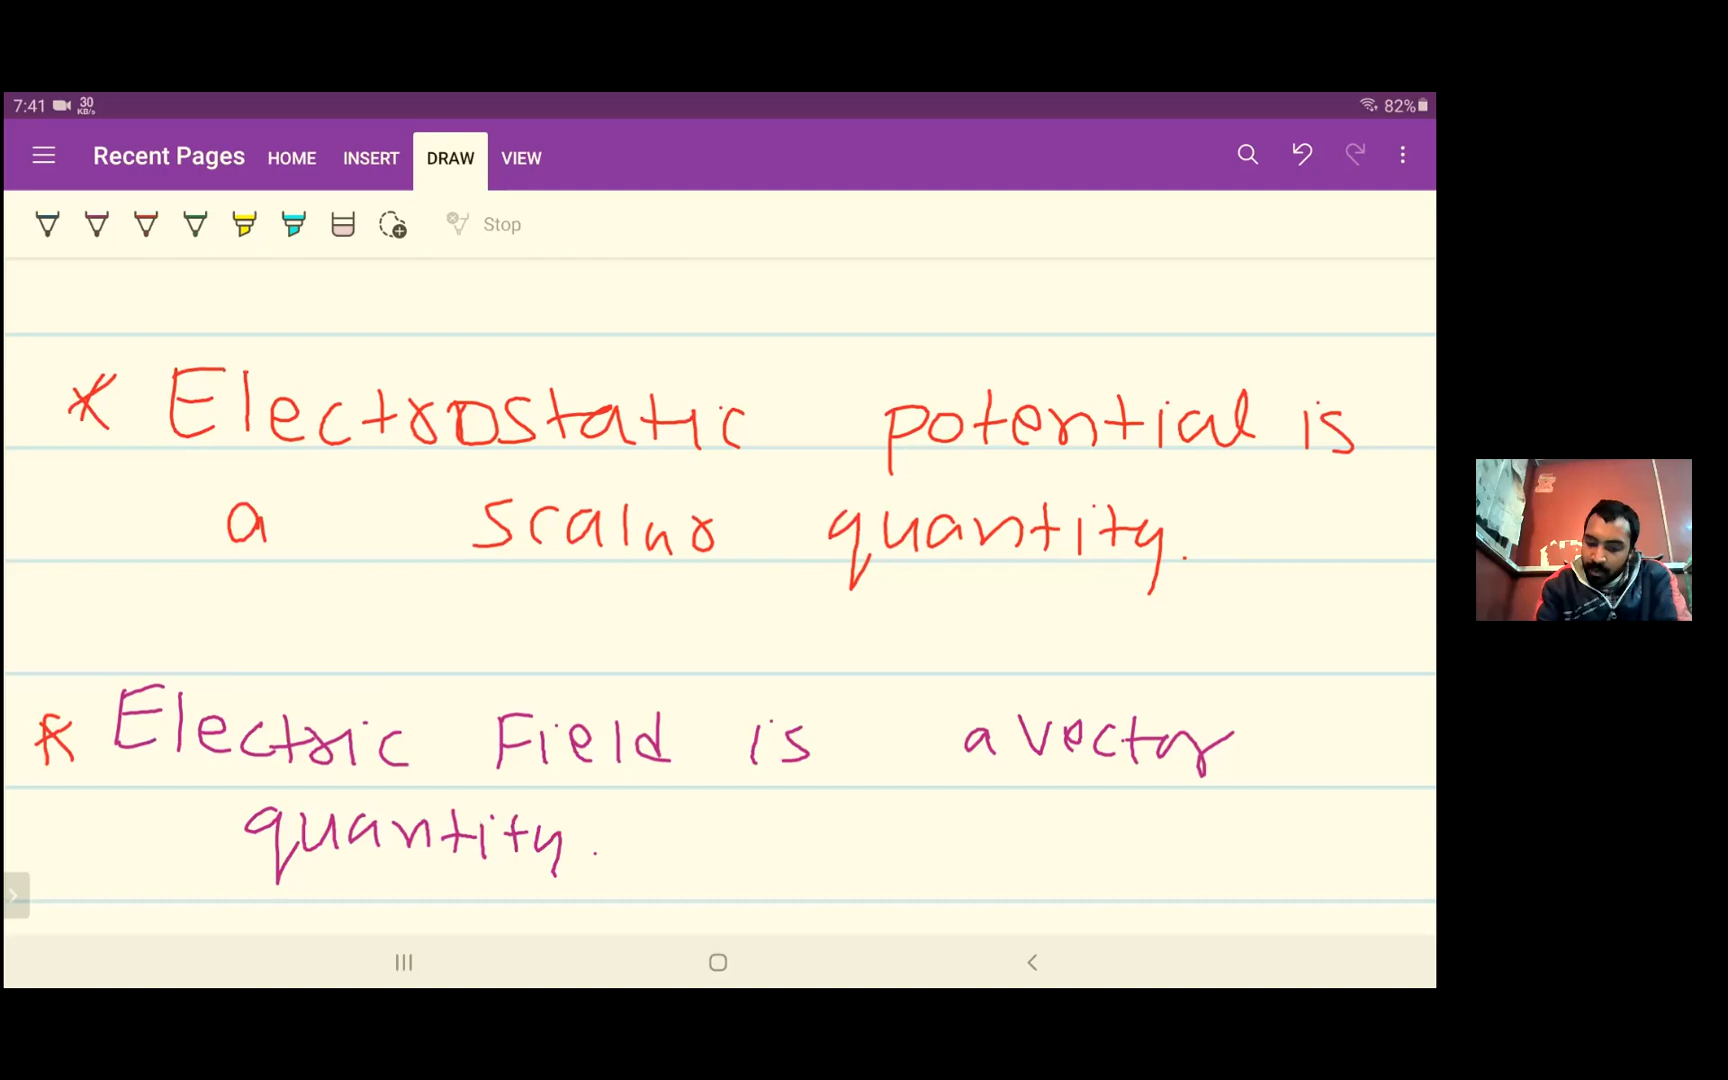 7:41 30 KB/s 82%
Recent Pages HOME INSERT DRAW VIEW
Stop
* Electrostatic potential is
a scalar quantity.
* Electric Field is a vector
quantity.